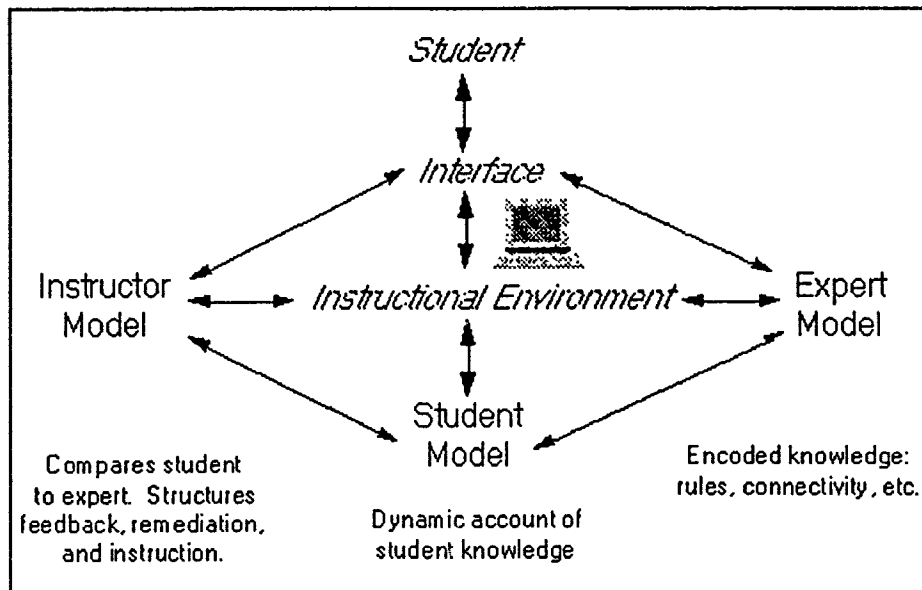 Student
Interface
Instructor
Model
Instructional Environment
Expert
Model
Student
Model
Compares student
to expert. Structures
feedback, remediation,
and instruction.
Dynamic account of
student knowledge
Encoded knowledge:
rules, connectivity, etc.